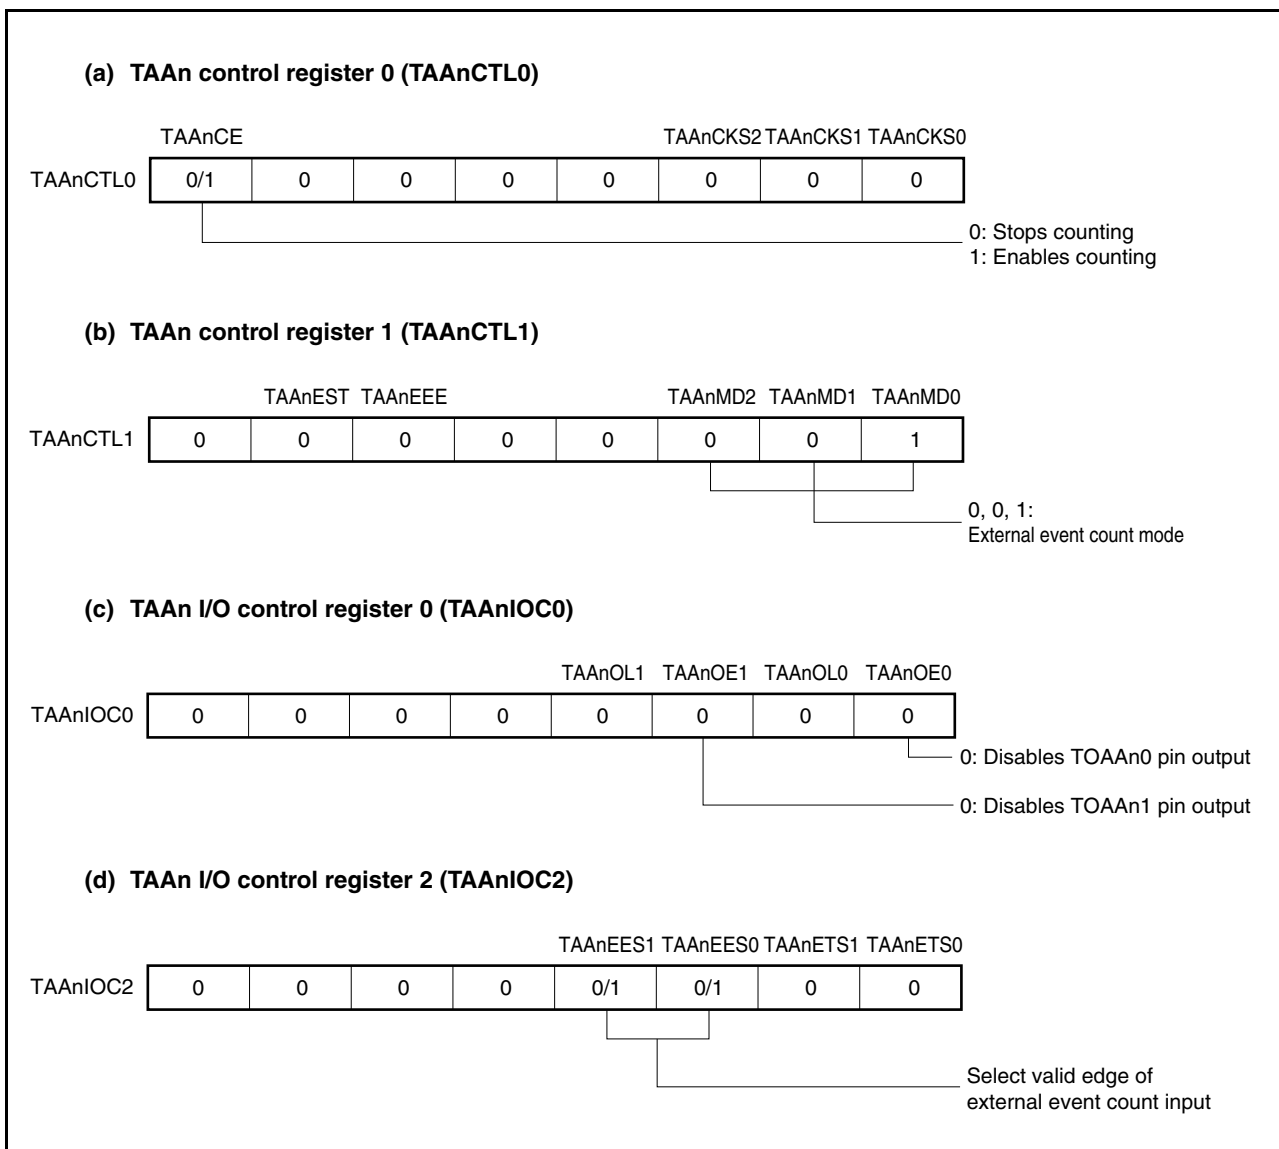 (a) TAAn control register 0 (TAAnCTL0)
TAAnCE TAAnCKS2 TAAnCKS1 TAAnCKS0
TAAnCTL0 0/1 0 0 0 0 0 0 0
0: Stops counting
1: Enables counting
(b) TAAn control register 1 (TAAnCTL1)
TAAnEST TAAnEEE TAAnMD2 TAAnMD1 TAAnMD0
TAAnCTL1 0 0 0 0 0 0 0 1
0, 0, 1:
External event count mode
(c) TAAn I/O control register 0 (TAAnIOC0)
TAAnOL1 TAAnOE1 TAAnOL0 TAAnOE0
TAAnIOC0 0 0 0 0 0 0 0 0
0: Disables TOAAn0 pin output
0: Disables TOAAn1 pin output
(d) TAAn I/O control register 2 (TAAnIOC2)
TAAnEES1 TAAnEES0 TAAnETS1 TAAnETS0
TAAnIOC2 0 0 0 0 0/1 0/1 0 0
Select valid edge of
external event count input